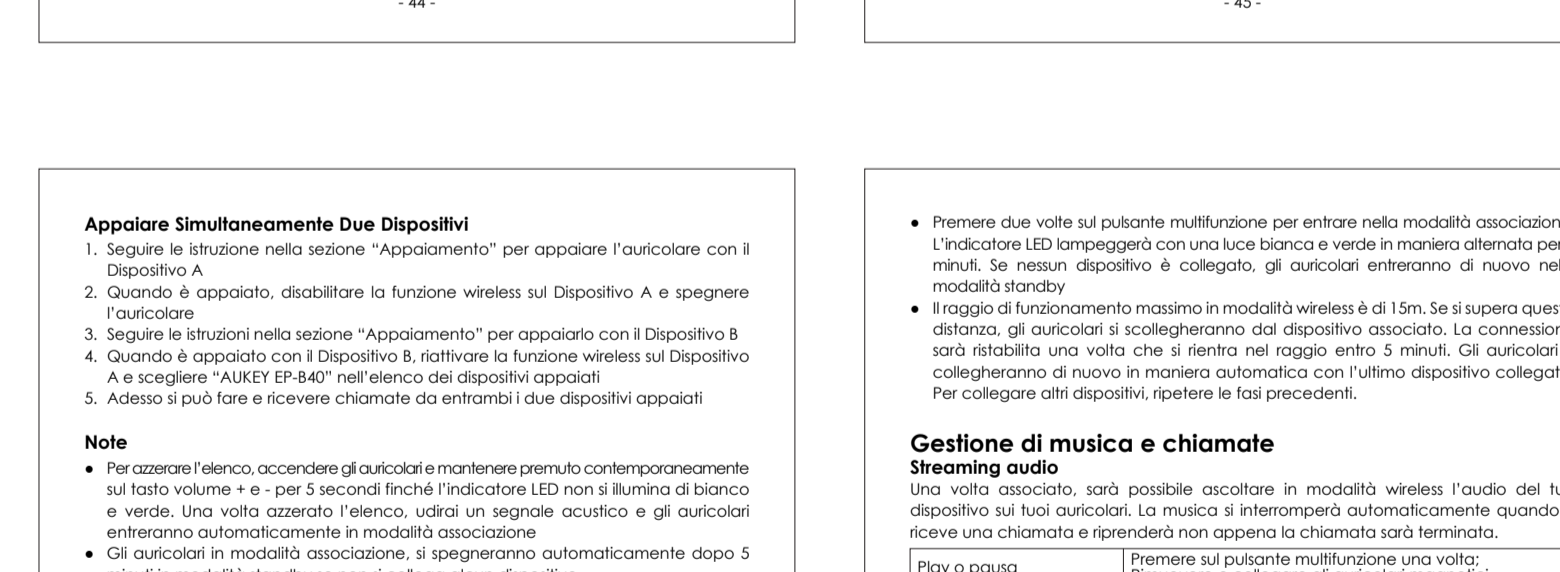 - 44 -
- 45 -
Appaiare Simultaneamente Due Dispositivi
1. Seguire le istruzione nella sezione “Appaiamento” per appaiare l’auricolare con il
Dispositivo A
2. Quando è appaiato, disabilitare la funzione wireless sul Dispositivo A e spegnere
l’auricolare
3. Seguire le istruzioni nella sezione “Appaiamento” per appaiarlo con il Dispositivo B
4. Quando è appaiato con il Dispositivo B, riattivare la funzione wireless sul Dispositivo
A e scegliere “AUKEY EP-B40” nell’elenco dei dispositivi appaiati
5. Adesso si può fare e ricevere chiamate da entrambi i due dispositivi appaiati
Note
● Per azzerare l’elenco, accendere gli auricolari e mantenere premuto contemporaneamente
sul tasto volume + e - per 5 secondi finché l’indicatore LED non si illumina di bianco
e verde. Una volta azzerato l’elenco, udirai un segnale acustico e gli auricolari
entreranno automaticamente in modalità associazione
● Gli auricolari in modalità associazione, si spegneranno automaticamente dopo 5
● Premere due volte sul pulsante multifunzione per entrare nella modalità associazion
L’indicatore LED lampeggerà con una luce bianca e verde in maniera alternata per
minuti. Se nessun dispositivo è collegato, gli auricolari entreranno di nuovo nel
modalità standby
● Il raggio di funzionamento massimo in modalità wireless è di 15m. Se si supera ques
distanza, gli auricolari si scollegheranno dal dispositivo associato. La connession
sarà ristabilita una volta che si rientra nel raggio entro 5 minuti. Gli auricolari
collegheranno di nuovo in maniera automatica con l’ultimo dispositivo collegat
Per collegare altri dispositivi, ripetere le fasi precedenti.
Gestione di musica e chiamate
Streaming audio
Una volta associato, sarà possibile ascoltare in modalità wireless l’audio del tu
dispositivo sui tuoi auricolari. La musica si interromperà automaticamente quando
riceve una chiamata e riprenderà non appena la chiamata sarà terminata.
Play o pausa
Premere sul pulsante multifunzione una volta;